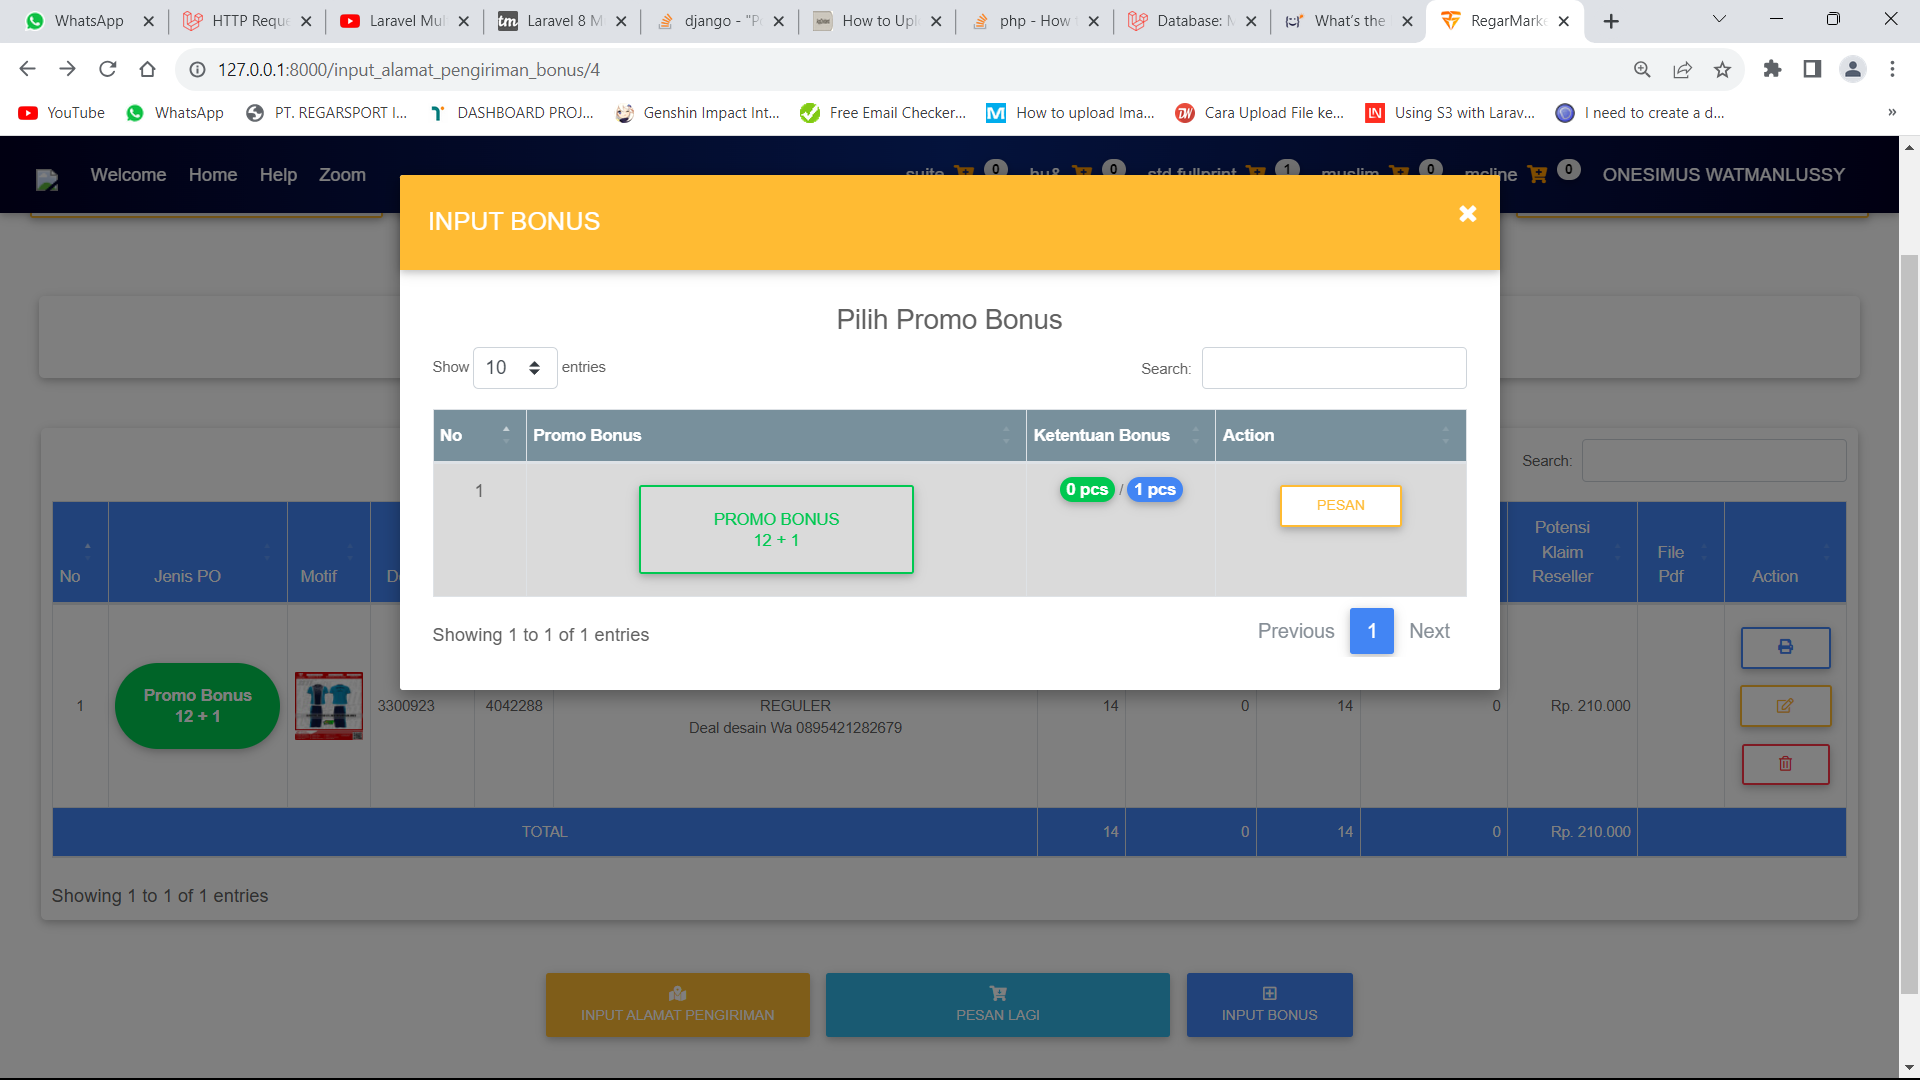 WhatsApp
HTTP Reque
Laravel Mul
Laravel 8 M
django - "P
How to Upl
php - How
Database: M
What's the
RegarMarke
127.0.0.1:8000/input_alamat_pengiriman_bonus/4
YouTube
WhatsApp
PT. REGARSPORT I...
DASHBOARD PROJ...
Genshin Impact Int...
Free Email Checker...
How to upload Ima...
Cara Upload File ke...
Using S3 with Larav...
I need to create a d...
»
Welcome Home Help Zoom
suite 0 bu& 0 std fullprint 1 muslim 0 mcline 0 ONESIMUS WATMANLUSSY
INPUT BONUS
Pilih Promo Bonus
Show 10 entries
Search:
No Promo Bonus Ketentuan Bonus Action
1
PROMO BONUS
12 + 1
0 pcs / 1 pcs
PESAN
Showing 1 to 1 of 1 entries
Previous 1 Next
Search:
No
Jenis PO
Motif
Potensi
Klaim
Reseller
File
Pdf
Action
1
Promo Bonus
12 + 1
3300923
4042288
REGULER
Deal desain Wa 0895421282679
14
0
14
0
Rp. 210.000
TOTAL 14 0 14 0 Rp. 210.000
Showing 1 to 1 of 1 entries
INPUT ALAMAT PENGIRIMAN
PESAN LAGI
INPUT BONUS